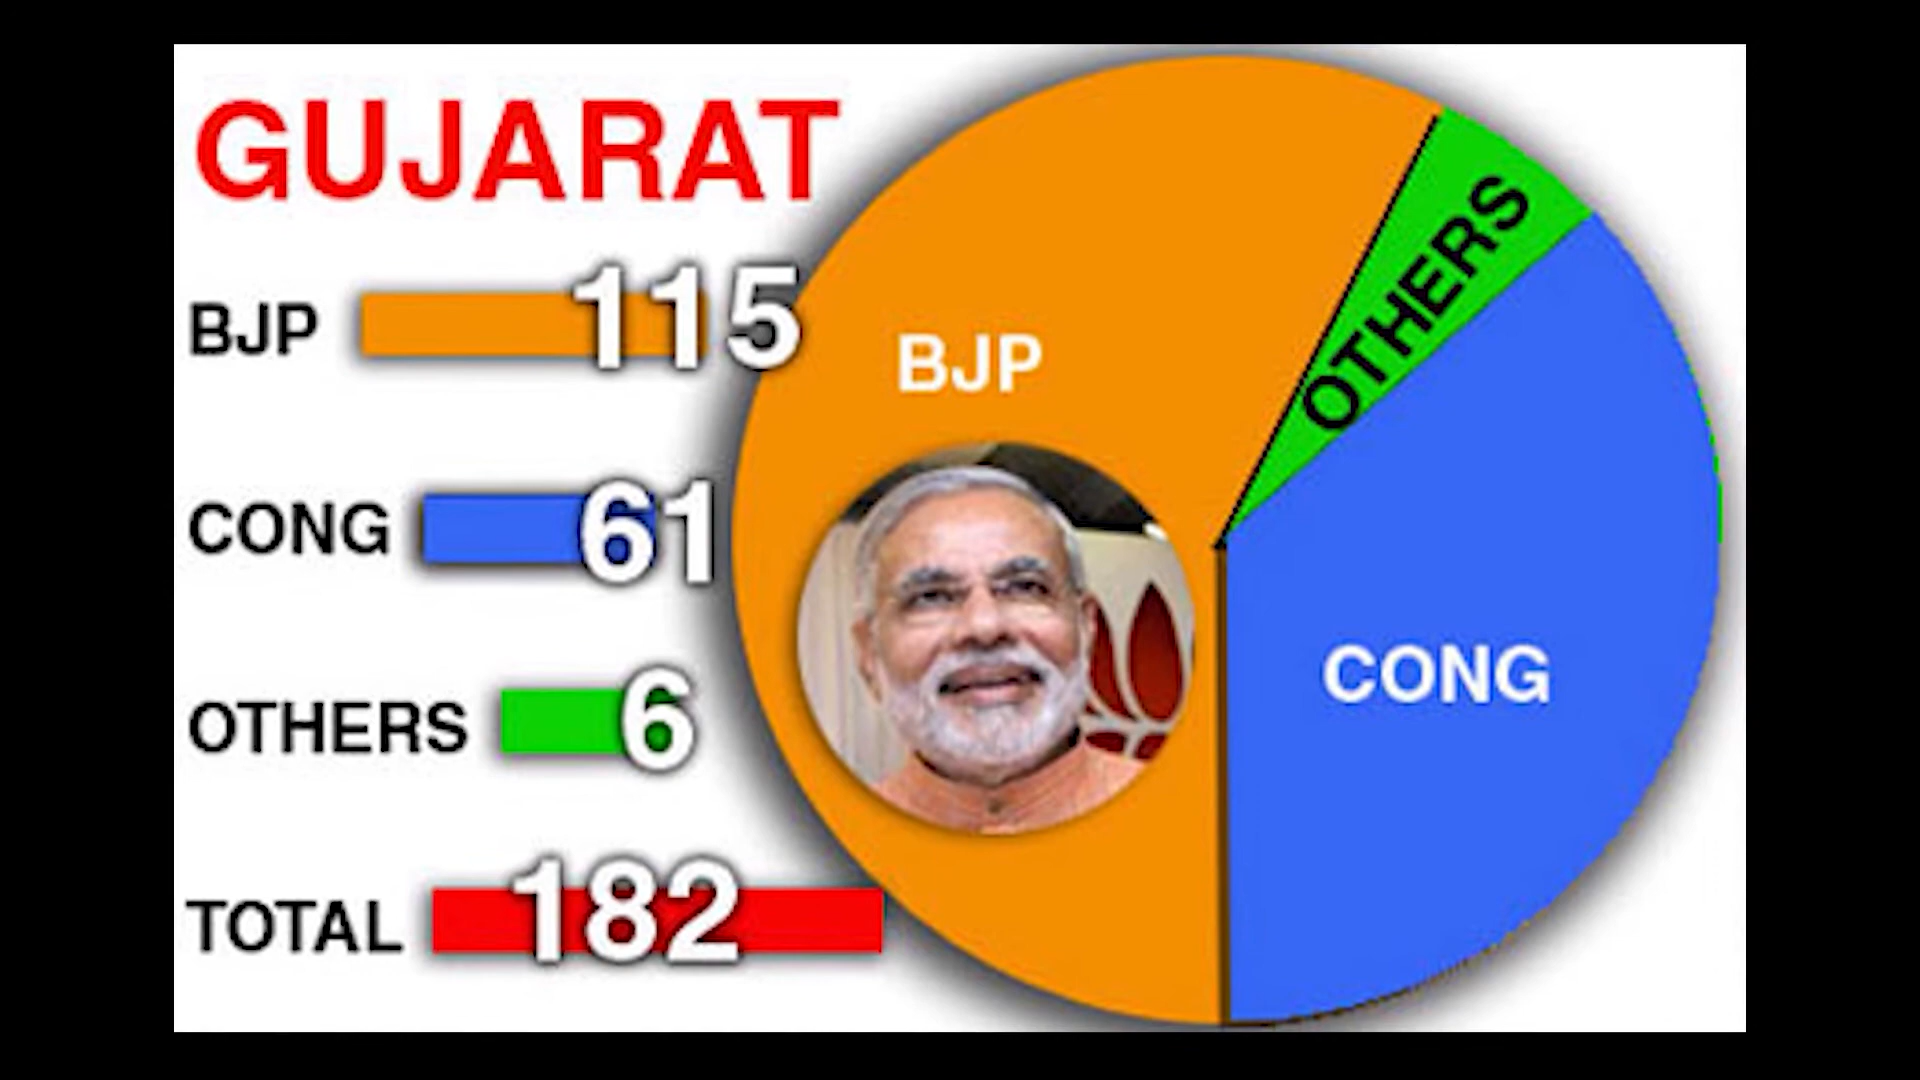 GUJARAT
BJP 115
CONG 61
OTHERS 6
TOTAL 182
BJP
OTHERS
CONG